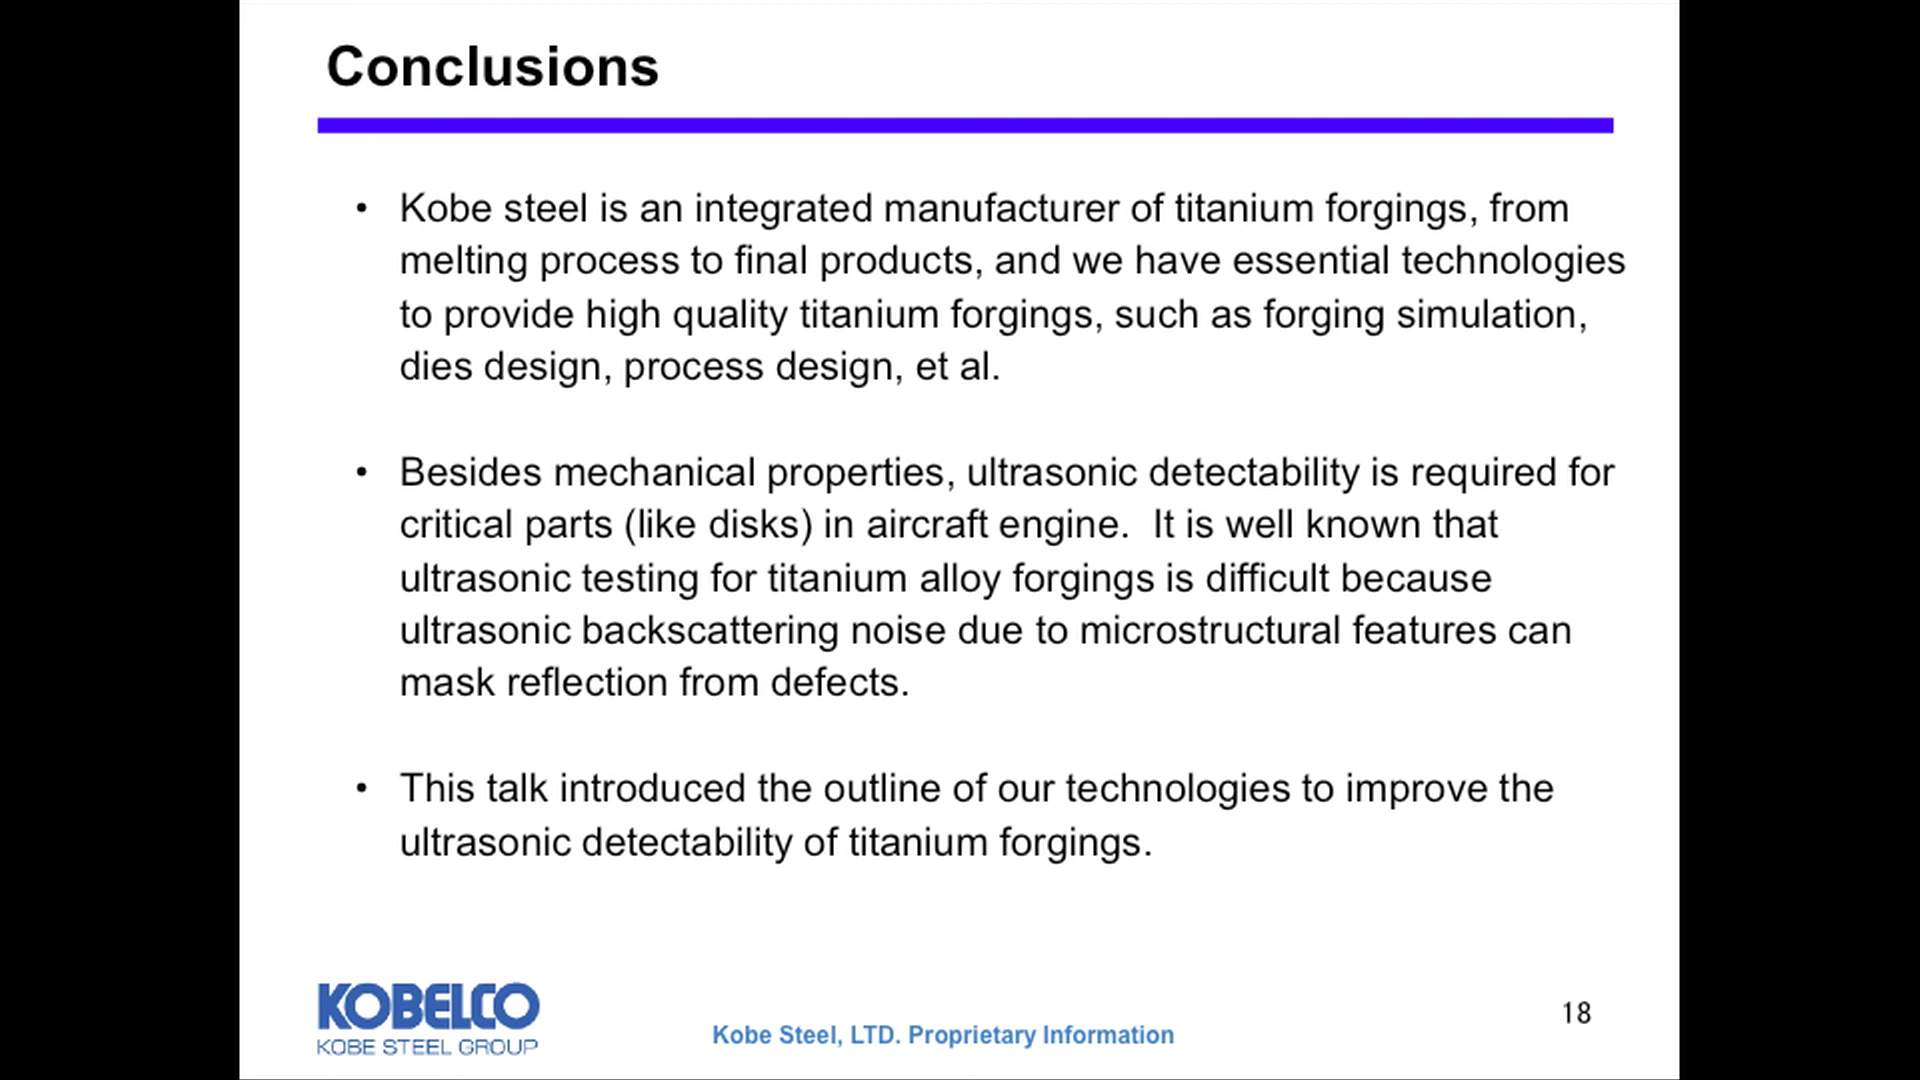 Conclusions
• Kobe steel is an integrated manufacturer of titanium forgings, from
melting process to final products, and we have essential technologies
to provide high quality titanium forgings, such as forging simulation,
dies design, process design, et al.
• Besides mechanical properties, ultrasonic detectability is required for
critical parts (like disks) in aircraft engine.  It is well known that
ultrasonic testing for titanium alloy forgings is difficult because
ultrasonic backscattering noise due to microstructural features can
mask reflection from defects.
• This talk introduced the outline of our technologies to improve the
ultrasonic detectability of titanium forgings.
KOBELCO
KOBE STEEL GROUP
Kobe Steel, LTD. Proprietary Information
18